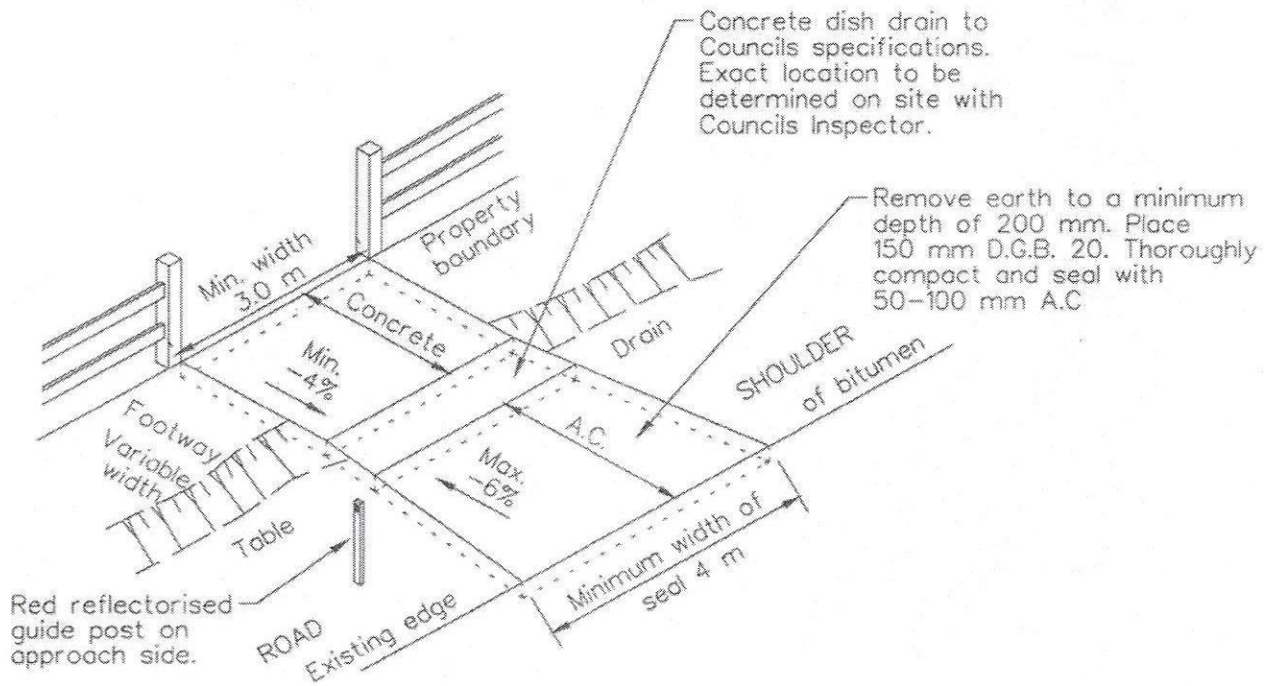 Concrete dish drain to
Councils specifications.
Exact location to be
determined on site with
Councils Inspector.
Remove earth to a minimum
depth of 200 mm. Place
150 mm D.G.B. 20. Thoroughly
compact and seal with
50-100 mm A.C
Property
boundary
Min. width
3.0 m
Concrete
Min.
-4%
Drain
SHOULDER
of bitumen
A.C.
Max.
-6%
Footway
Variable
width
Table
Minimum width of
seal 4 m
Red reflectorised
guide post on
approach side.
ROAD
Existing edge